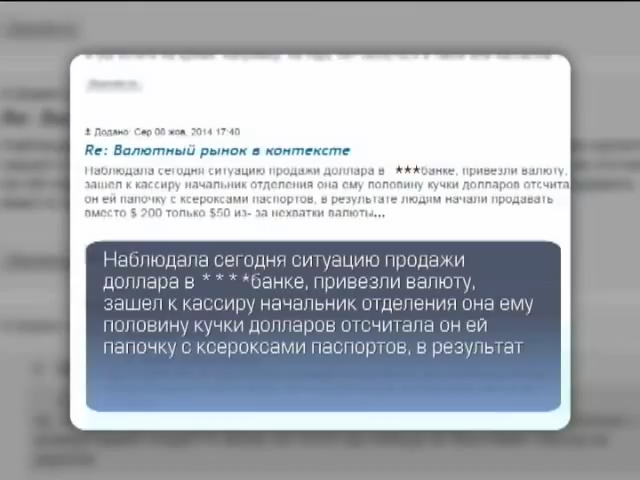 Додано: Сер 08 жов, 2014 17:40
Re: Валютный рынок в контексте
Наблюдала сегодня ситуацию продажи доллара в ***банке, привезли валюту,
зашел к кассиру начальник отделения она ему половину кучки долларов отсчита
он ей папочку с ксероксами паспортов, в результате людям начали продавать
вместо $ 200 только $50 из- за нехватки валюты...
Наблюдала сегодня ситуацию продажи
доллара в ****банке, привезли валюту,
зашел к кассиру начальник отделения она ему
половину кучки долларов отсчитала он ей
папочку с ксероксами паспортов, в результат